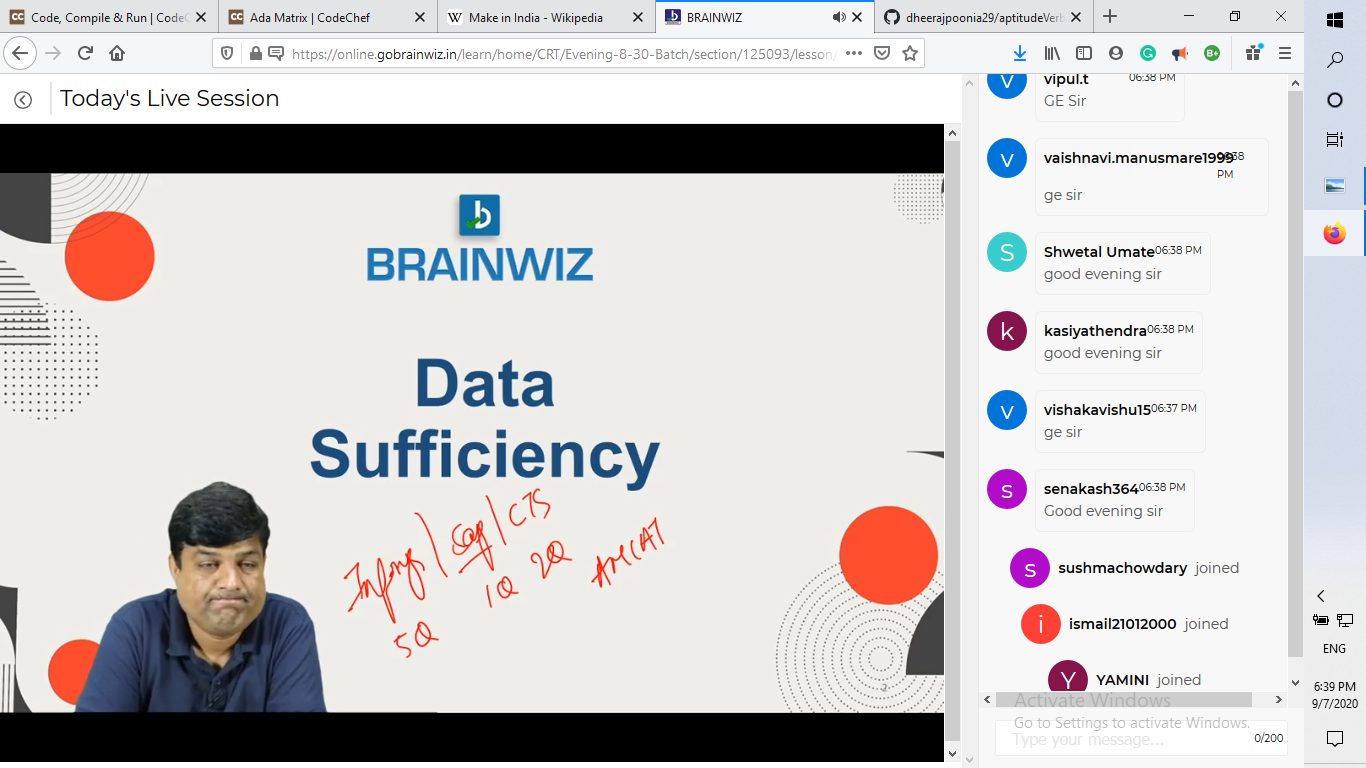 Code, Compile & Run | CodeC
Ada Matrix | CodeChef
Make in India - Wikipedia
BRAINWIZ
dheerajpoonia29/aptitudeVerb
https://online.gobrainwiz.in/learn/home/CRT/Evening-8-30-Batch/section/125093/lesson
Today's Live Session
b
BRAINWIZ
Data
Sufficiency
Infosys / Cap / CTS
5Q 1Q 2Q AMCAT
2
vipul.t 06:38 PM
GE Sir
vaishnavi.manusmare1999 06:38 PM
ge sir
Shwetal Umate 06:38 PM
good evening sir
kasiyathendra 06:38 PM
good evening sir
vishakavishu15 06:37 PM
ge sir
senakash364 06:38 PM
Good evening sir
sushmachowdary joined
ismail21012000 joined
YAMINI joined
Activate Windows
Go to Settings to activate Windows.
Type your message...
0/200
ENG
6:39 PM
9/7/2020